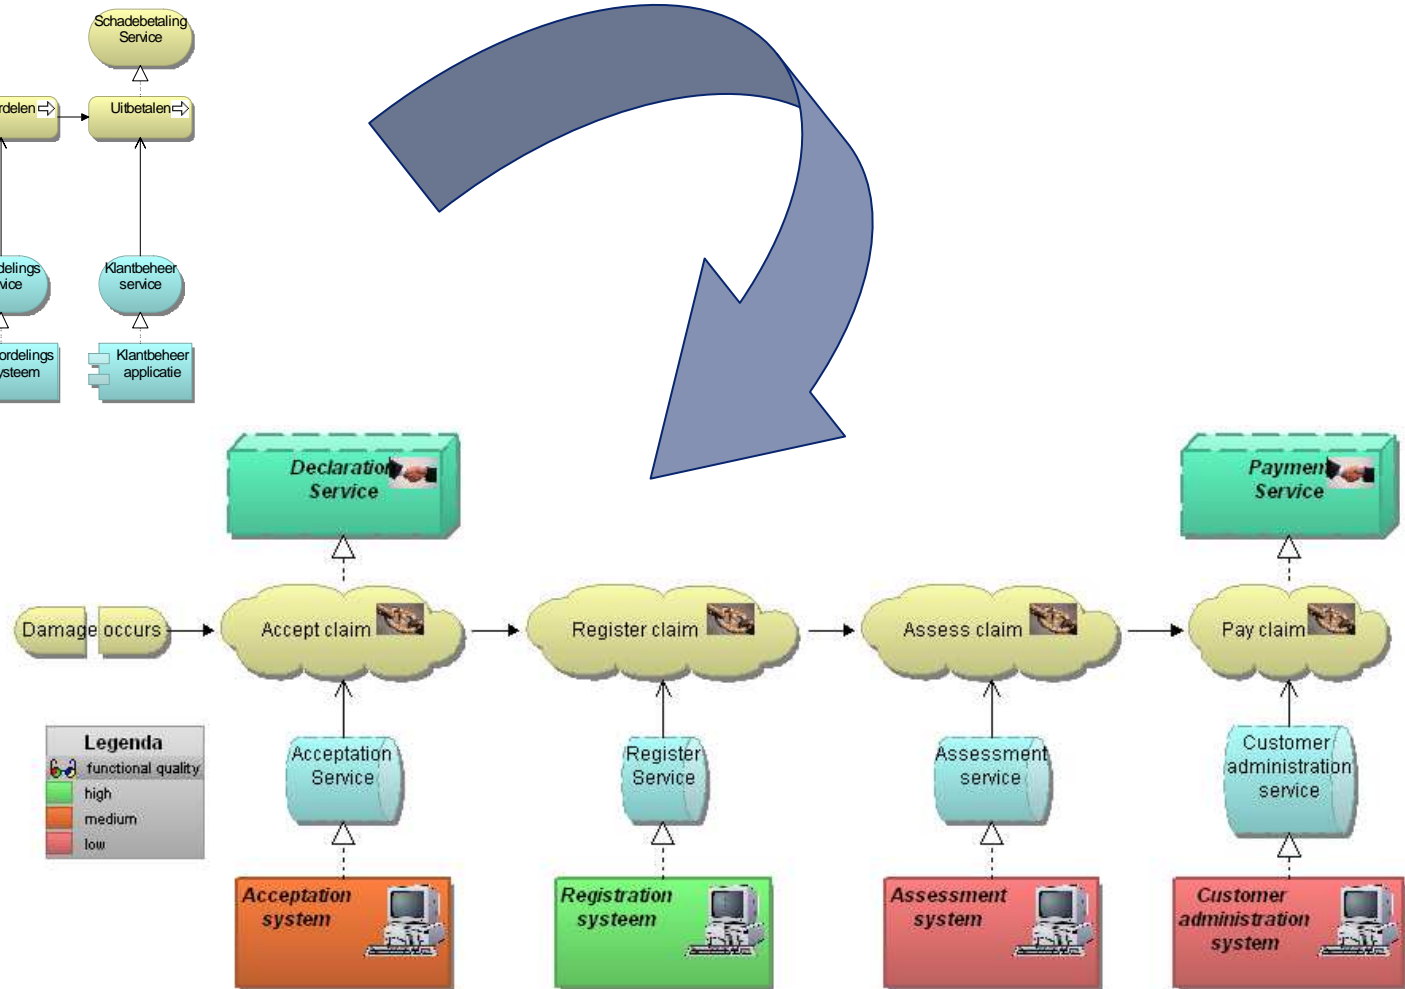 Schadebetaling
Service
rdelen
Uitbetalen
delings
vice
Klantbeheer
service
ordelings
ysteem
Klantbeheer
applicatie
Declaration
Service
Payment
Service
Damage occurs
Accept claim
Register claim
Assess claim
Pay claim
Legenda
functional quality
high
medium
low
Acceptation
Service
Register
Service
Assessment
service
Customer
administration
service
Acceptation
system
Registration
systeem
Assessment
system
Customer
administration
system